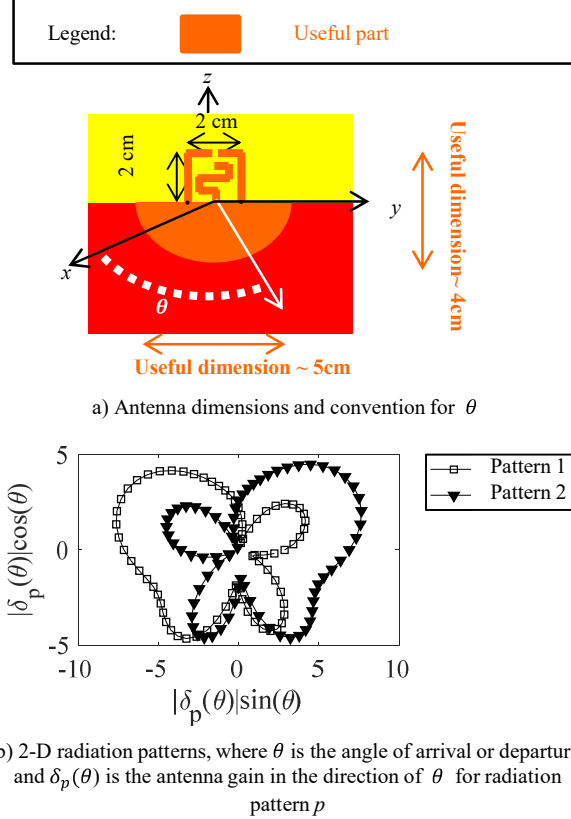 Legend:
Useful part
z
2 cm
2 cm
y
x
θ
Useful dimension~ 4cm
Useful dimension ~ 5cm
a) Antenna dimensions and convention for θ
5
0
-5
-10
-5
0
5
10
|δp(θ)|cos(θ)
|δp(θ)|sin(θ)
Pattern 1
Pattern 2
b) 2-D radiation patterns, where θ is the angle of arrival or departur
and δp(θ) is the antenna gain in the direction of θ for radiation
pattern p